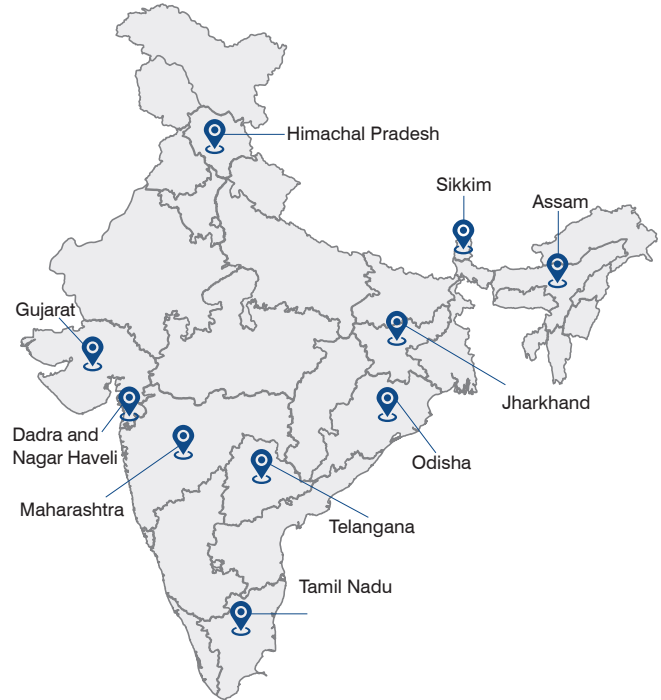 Himachal Pradesh
Sikkim
Assam
Gujarat
Jharkhand
Dadra and
Nagar Haveli
Odisha
Maharashtra
Telangana
Tamil Nadu